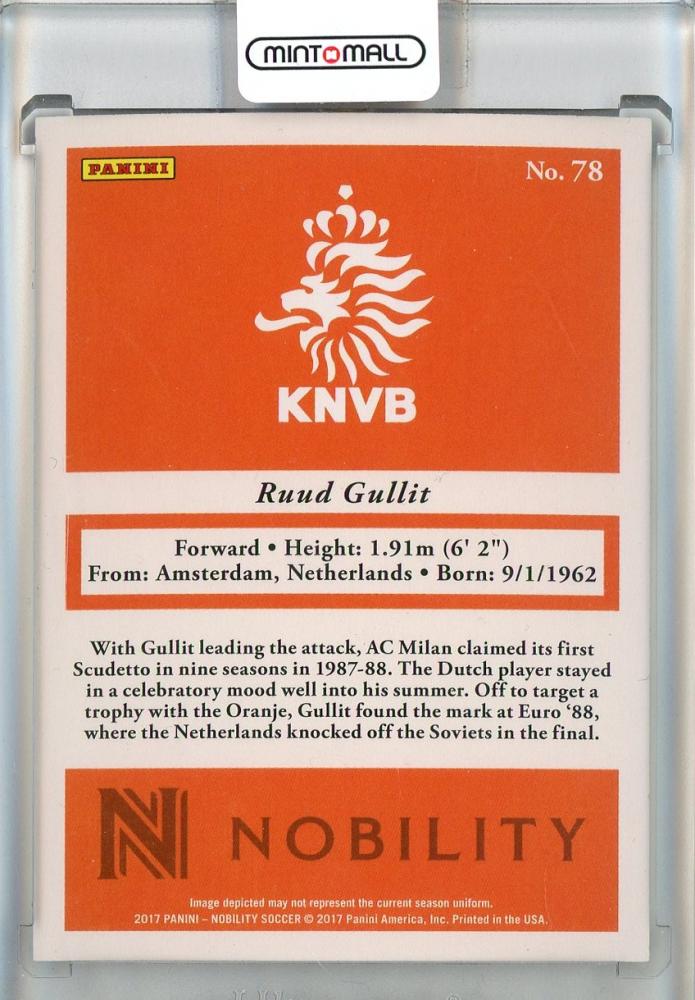 MINT MALL
PANINI
No. 78
KNVB
Ruud Gullit
Forward • Height: 1.91m (6' 2")
From: Amsterdam, Netherlands • Born: 9/1/1962
With Gullit leading the attack, AC Milan claimed its first
Scudetto in nine seasons in 1987-88. The Dutch player stayed
in a celebratory mood well into his summer. Off to target a
trophy with the Oranje, Gullit found the mark at Euro ‘88,
where the Netherlands knocked off the Soviets in the final.
N NOBILITY
Image depicted may not represent the current season uniform.
2017 PANINI – NOBILITY SOCCER © 2017 Panini America, Inc. Printed in the USA.